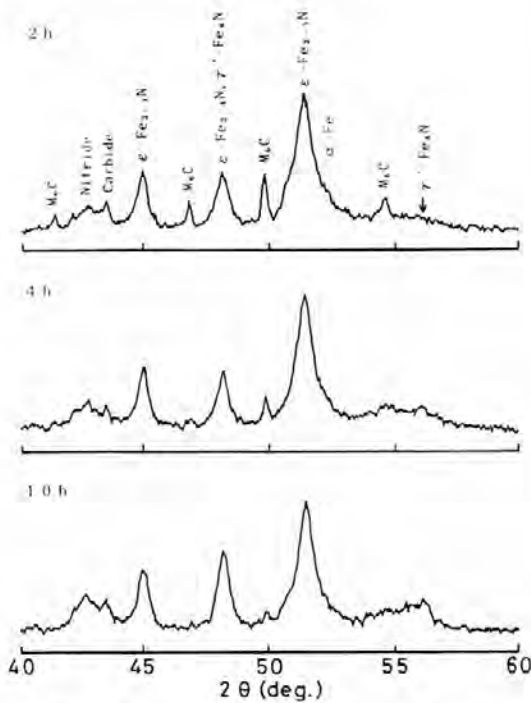 2 h
M₆C
Nitride
Carbide
ε-Fe₂₋₃N
M₆C
ε-Fe₂₋₃N, γ'-Fe₄N
M₆C
ε-Fe₂₋₃N
α-Fe
M₆C
γ'-Fe₄N
4 h
10 h
40 45 50 55 60
2 θ (deg.)